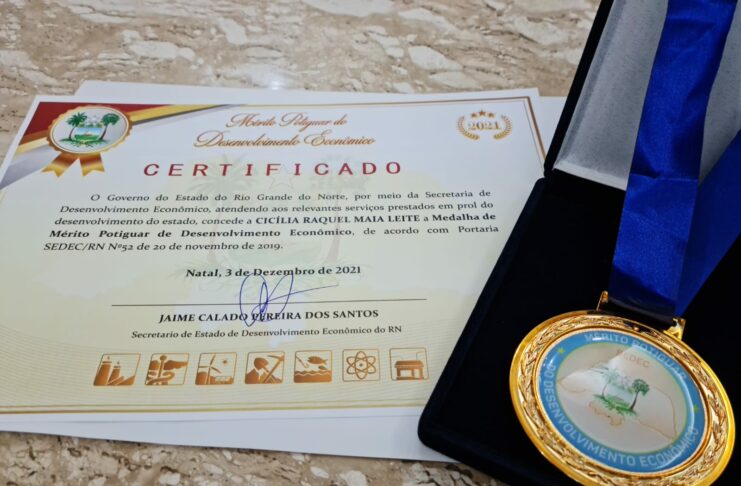 Mérito Potiguar do
Desenvolvimento Econômico
2021
CERTIFICADO
O Governo do Estado do Rio Grande do Norte, por meio da Secretaria de
Desenvolvimento Econômico, atendendo aos relevantes serviços prestados em prol do
desenvolvimento do estado, concede a CICÍLIA RAQUEL MAIA LEITE a Medalha de
Mérito Potiguar de Desenvolvimento Econômico, de acordo com Portaria
SEDEC/RN Nº52 de 20 de novembro de 2019.
Natal, 3 de Dezembro de 2021
JAIME CALADO PEREIRA DOS SANTOS
Secretario de Estado de Desenvolvimento Econômico do RN
MÉRITO POTIGUAR
SEDEC
DO DESENVOLVIMENTO ECONÔMICO